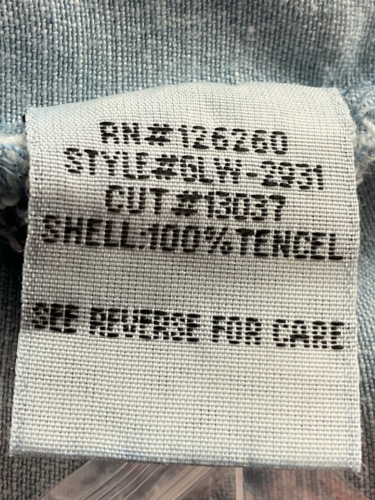 RN#126260
STYLE#GLW-2931
CUT#13037
SHELL:100%TENCEL
SEE REVERSE FOR CARE